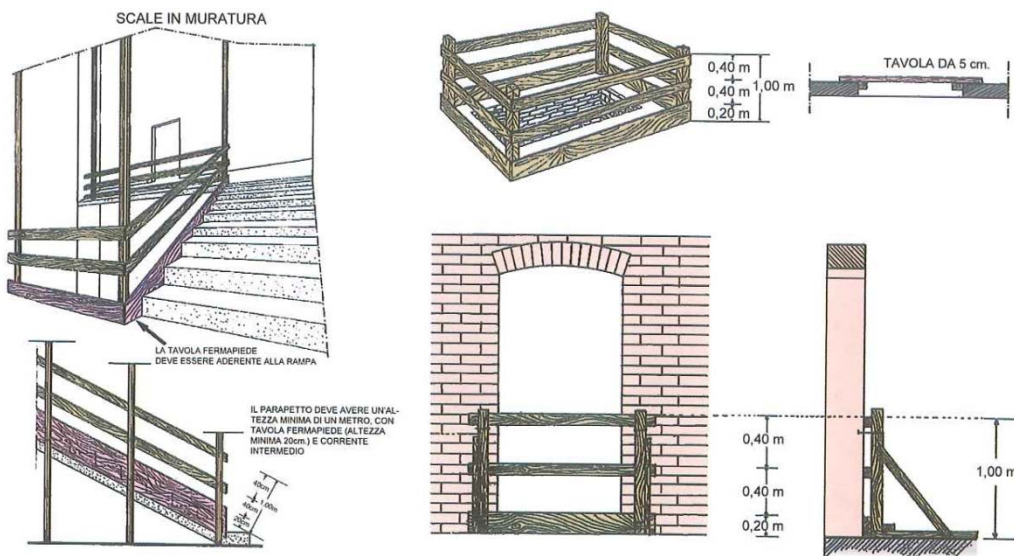 SCALE IN MURATURA
LA TAVOLA FERMAPIEDE
DEVE ESSERE ADERENTE ALLA RAMPA
IL PARAPETTO DEVE AVERE UN'AL-
TEZZA MINIMA DI UN METRO, CON
TAVOLA FERMAPIEDE (ALTEZZA
MINIMA 20cm.) E CORRENTE
INTERMEDIO
40cm
1,00m
40cm
20cm
0,40 m
0,40 m
1,00 m
0,20 m
TAVOLA DA 5 cm.
0,40 m
0,40 m
0,20 m
1,00 m